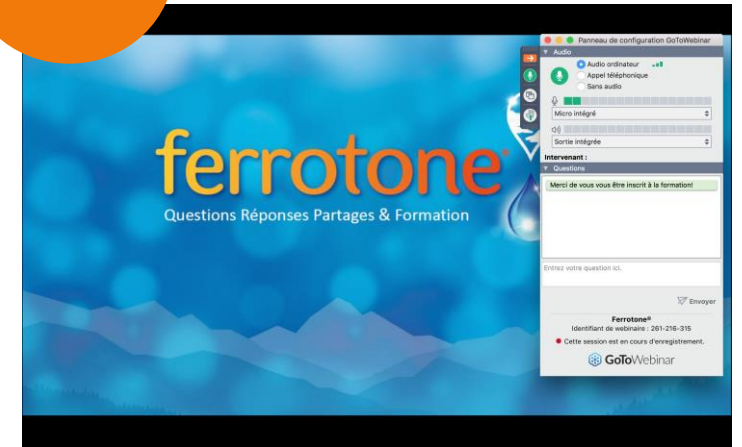 ferrotone®
Questions Réponses Partages & Formation
Panneau de configuration GoToWebinar
Audio
Audio ordinateur
Appel téléphonique
Sans audio
Micro intégré
Sortie intégrée
Intervenant :
Questions
Merci de vous vous être inscrit à la formation!
Entrez votre question ici.
Envoyer
Ferrotone®
Identifiant de webinaire : 261-216-315
Cette session est en cours d'enregistrement.
GoToWebinar